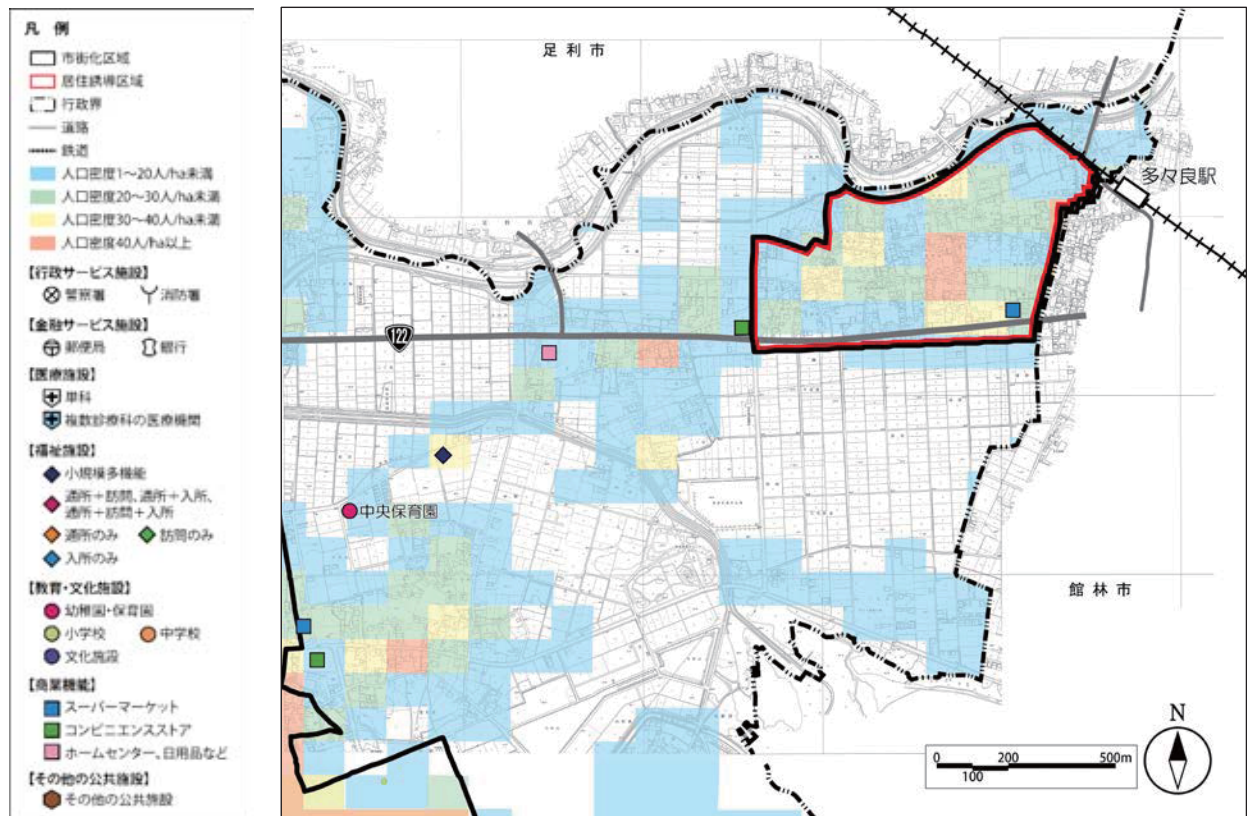 凡 例
市街化区域
居住誘導区域
行政界
道路
鉄道
人口密度1~20人/ha未満
人口密度20~30人/ha未満
人口密度30~40人/ha未満
人口密度40人/ha以上
【行政サービス施設】
警察署 消防署
【金融サービス施設】
郵便局 銀行
【医療施設】
単科
複数診療科の医療機関
【福祉施設】
小規模多機能
通所+訪問、通所+入所、
通所+訪問+入所
通所のみ 訪問のみ
入所のみ
【教育・文化施設】
幼稚園・保育園
小学校 中学校
文化施設
【商業機能】
スーパーマーケット
コンビニエンスストア
ホームセンター、日用品など
【その他の公共施設】
その他の公共施設
足利市
多々良駅
122
中央保育園
館林市
N
0 200 500m
100